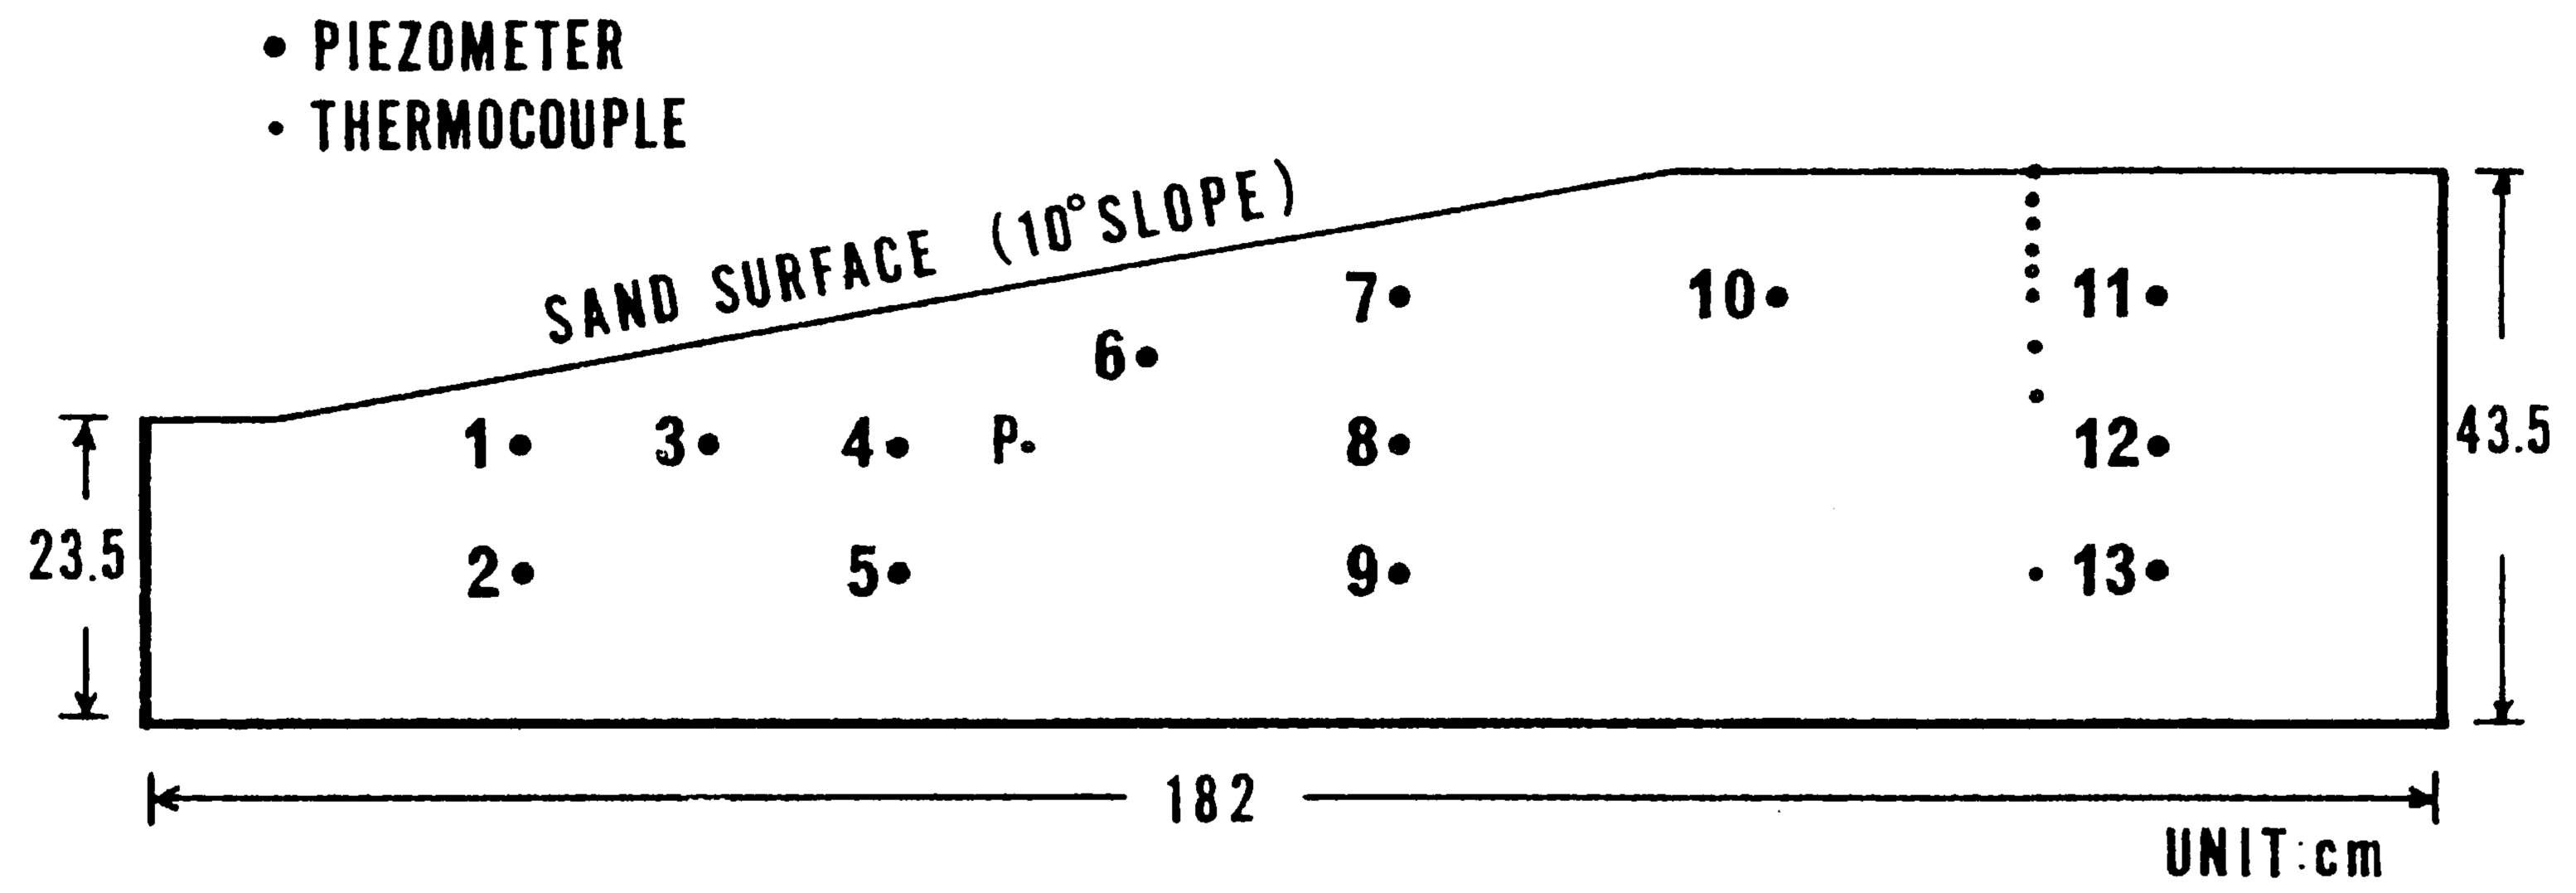 • PIEZOMETER
• THERMOCOUPLE
SAND SURFACE (10° SLOPE)
7• 10• 11•
6•
1• 3• 4• P. 8• 12• 43.5
23.5 2• 5• 9• 13•
182
UNIT:cm